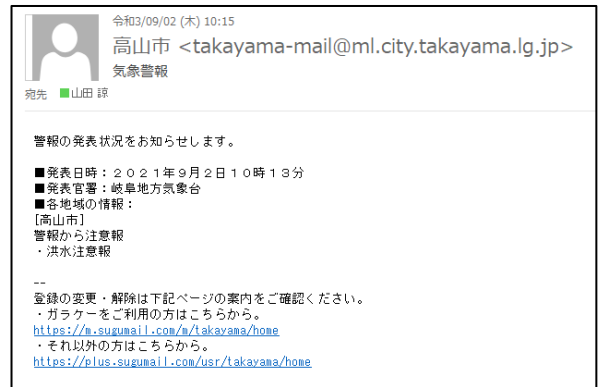 令和3/09/02 (木) 10:15
高山市 <takayama-mail@ml.city.takayama.lg.jp>
気象警報
宛先 ■山田 諒
警報の発表状況をお知らせします。
■発表日時：２０２１年９月２日１０時１３分
■発表官署：岐阜地方気象台
■各地域の情報：
[高山市]
警報から注意報
・洪水注意報
--
登録の変更・解除は下記ページの案内をご確認ください。
・ガラケーをご利用の方はこちらから。
https://m.sugumail.com/m/takayama/home
・それ以外の方はこちらから。
https://plus.sugumail.com/usr/takayama/home